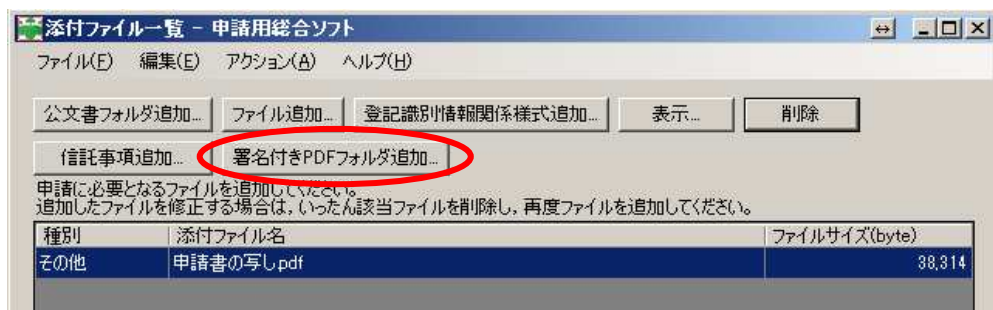 添付ファイル一覧 - 申請用総合ソフト
ファイル(F) 編集(E) アクション(A) ヘルプ(H)
公文書フォルダ追加... ファイル追加... 登記識別情報関係様式追加... 表示... 削除
信託事項追加... 署名付きPDFフォルダ追加...
申請に必要となるファイルを追加してください。
追加したファイルを修正する場合は，いったん該当ファイルを削除し，再度ファイルを追加してください。
種別 添付ファイル名 ファイルサイズ(byte)
その他 申請書の写し.pdf 38,314